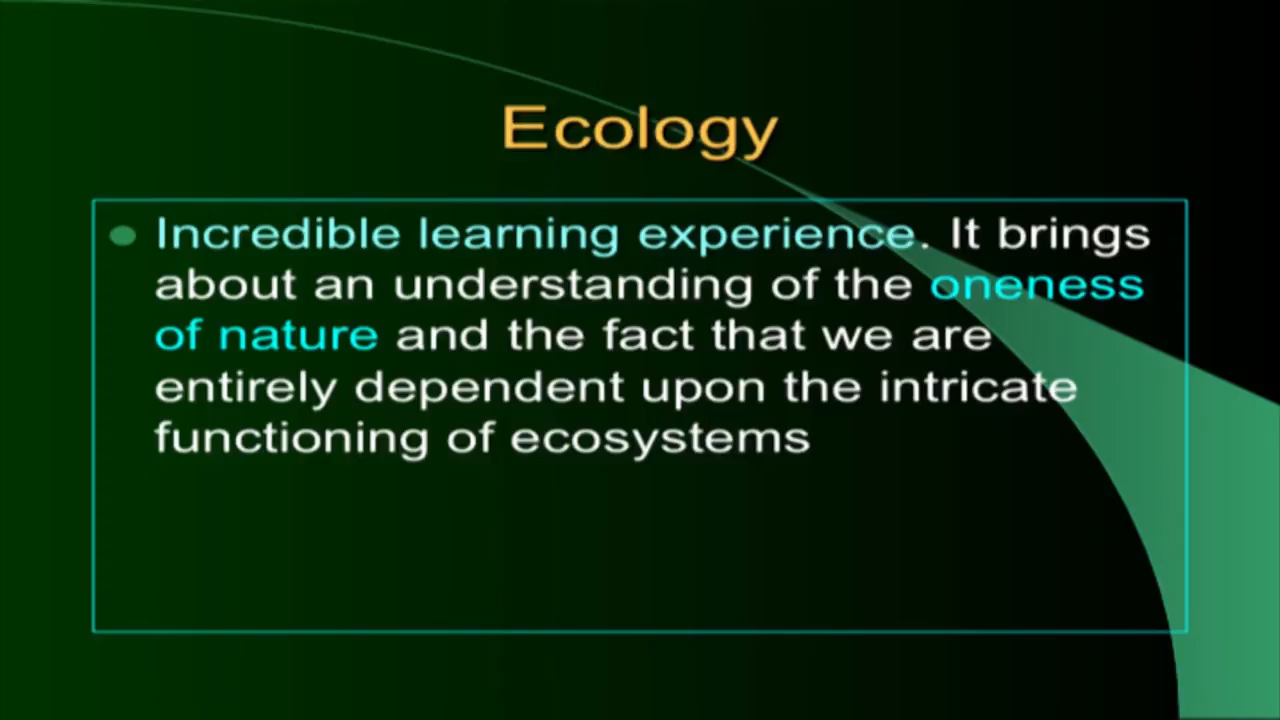 Ecology
Incredible learning experience. It brings
about an understanding of the oneness
of nature and the fact that we are
entirely dependent upon the intricate
functioning of ecosystems